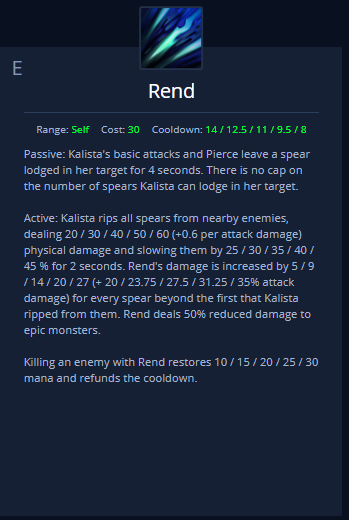 E
Rend
Range: Self Cost: 30 Cooldown: 14 / 12.5 / 11 / 9.5 / 8
Passive: Kalista's basic attacks and Pierce leave a spear
lodged in her target for 4 seconds. There is no cap on
the number of spears Kalista can lodge in her target.
Active: Kalista rips all spears from nearby enemies,
dealing 20 / 30 / 40 / 50 / 60 (+0.6 per attack damage)
physical damage and slowing them by 25 / 30 / 35 / 40 /
45 % for 2 seconds. Rend's damage is increased by 5 / 9
/ 14 / 20 / 27 (+ 20 / 23.75 / 27.5 / 31.25 / 35% attack
damage) for every spear beyond the first that Kalista
ripped from them. Rend deals 50% reduced damage to
epic monsters.
Killing an enemy with Rend restores 10 / 15 / 20 / 25 / 30
mana and refunds the cooldown.